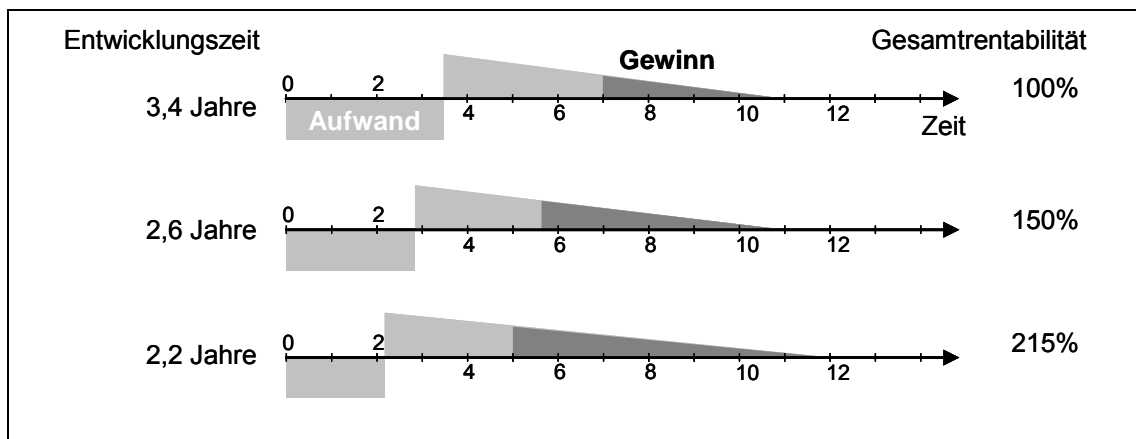 Entwicklungszeit
Gesamtrentabilität
Gewinn
3,4 Jahre
0 2
100%
Aufwand
4 6 8 10 12
Zeit
2,6 Jahre
0 2
150%
4 6 8 10 12
2,2 Jahre
0 2
215%
4 6 8 10 12